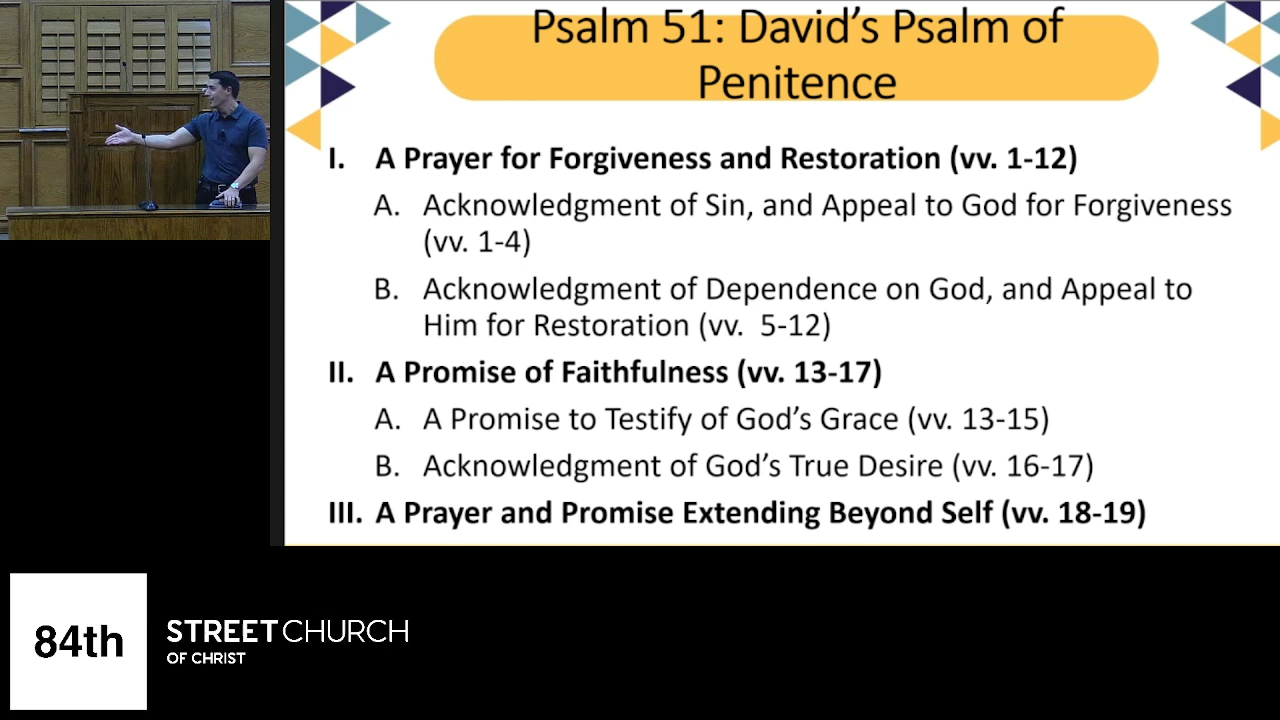 Psalm 51: David's Psalm of
Penitence
I. A Prayer for Forgiveness and Restoration (vv. 1-12)
A. Acknowledgment of Sin, and Appeal to God for Forgiveness
(vv. 1-4)
B. Acknowledgment of Dependence on God, and Appeal to
Him for Restoration (vv.  5-12)
II. A Promise of Faithfulness (vv. 13-17)
A. A Promise to Testify of God's Grace (vv. 13-15)
B. Acknowledgment of God's True Desire (vv. 16-17)
III. A Prayer and Promise Extending Beyond Self (vv. 18-19)
84th
STREET CHURCH
OF CHRIST